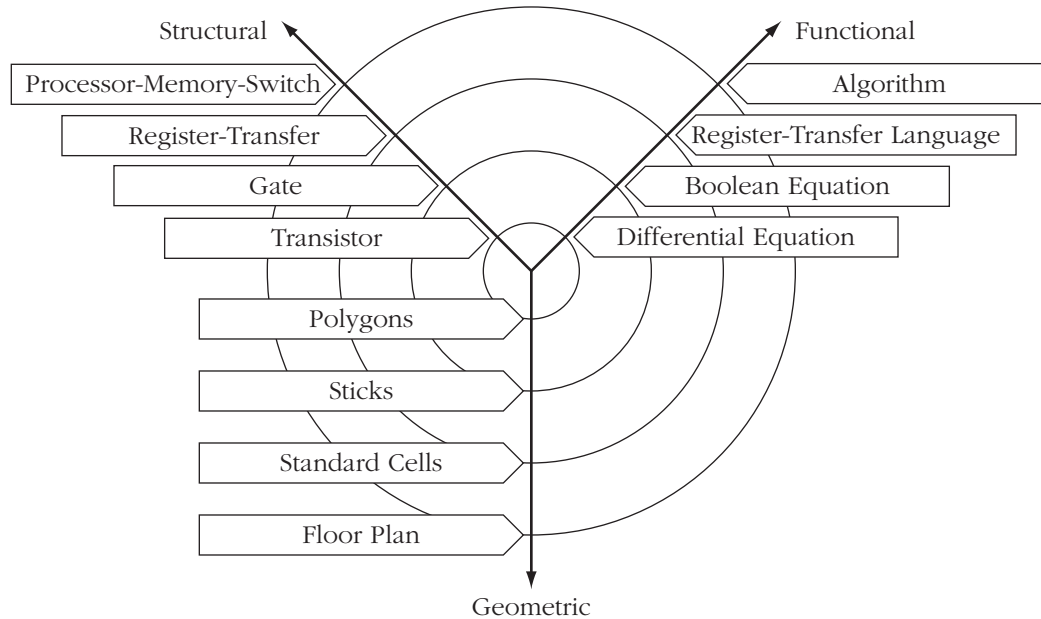 Structural
Functional
Processor-Memory-Switch
Algorithm
Register-Transfer
Register-Transfer Language
Gate
Boolean Equation
Transistor
Differential Equation
Polygons
Sticks
Standard Cells
Floor Plan
Geometric